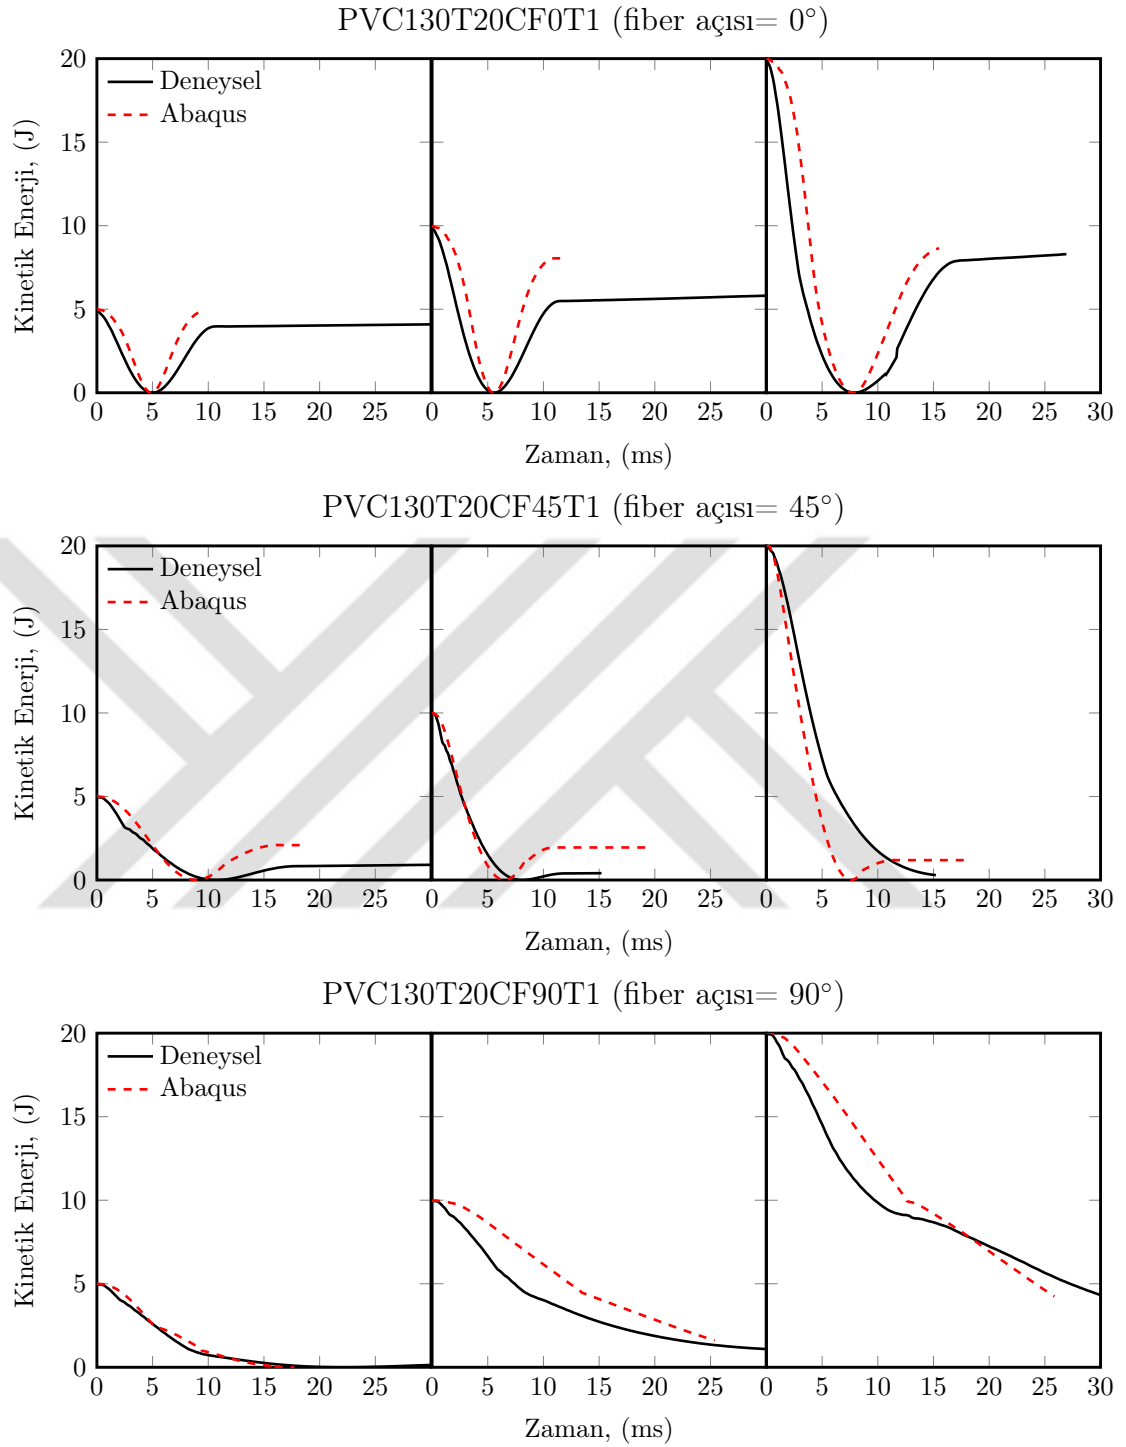 PVC130T20CF0T1 (fiber açısı= 0°)
Kinetik Enerji, (J)
20
15
10
5
0
Deneysel
Abaqus
0 5 10 15 20 25 0 5 10 15 20 25 0 5 10 15 20 25 30
Zaman, (ms)
PVC130T20CF45T1 (fiber açısı= 45°)
Kinetik Enerji, (J)
20
15
10
5
0
Deneysel
Abaqus
0 5 10 15 20 25 0 5 10 15 20 25 0 5 10 15 20 25 30
Zaman, (ms)
PVC130T20CF90T1 (fiber açısı= 90°)
Kinetik Enerji, (J)
20
15
10
5
0
Deneysel
Abaqus
0 5 10 15 20 25 0 5 10 15 20 25 0 5 10 15 20 25 30
Zaman, (ms)